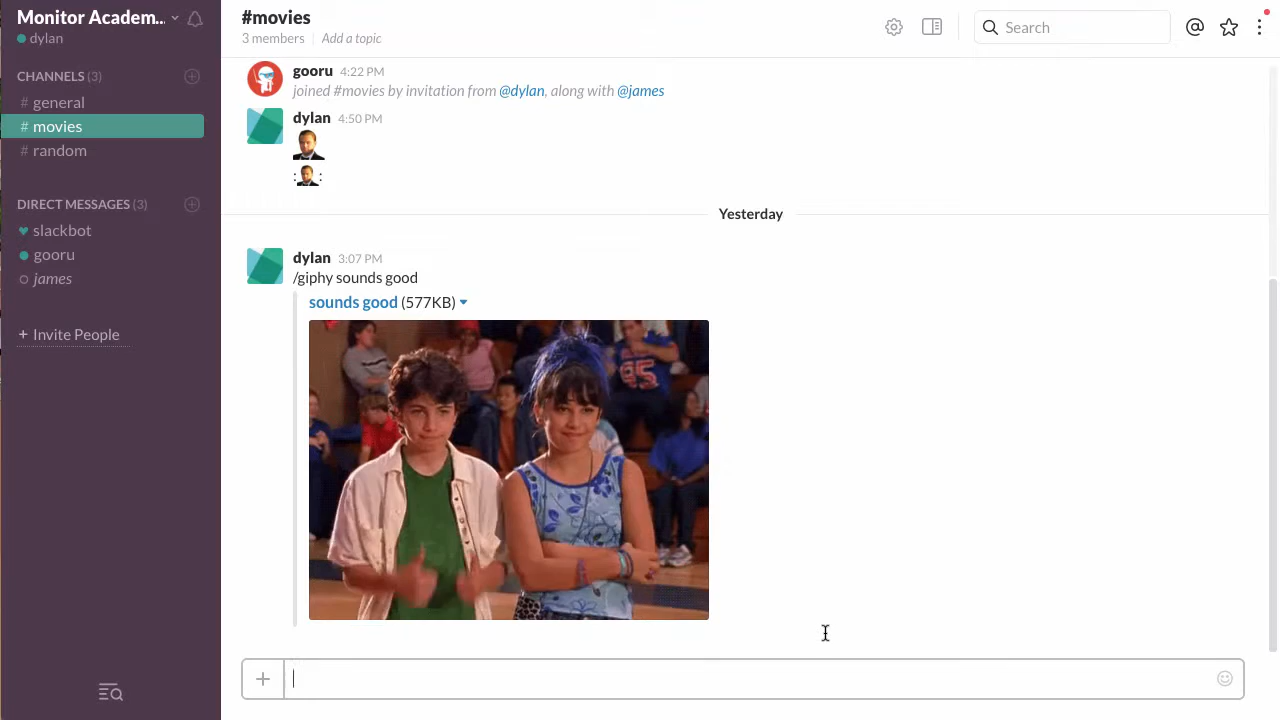 Monitor Academ..
dylan
CHANNELS (3)
# general
# movies
# random
DIRECT MESSAGES (3)
slackbot
gooru
james
+ Invite People
#movies
3 members | Add a topic
Search
gooru 4:22 PM
joined #movies by invitation from @dylan, along with @james
dylan 4:50 PM
: :
Yesterday
dylan 3:07 PM
/giphy sounds good
sounds good (577KB)
95